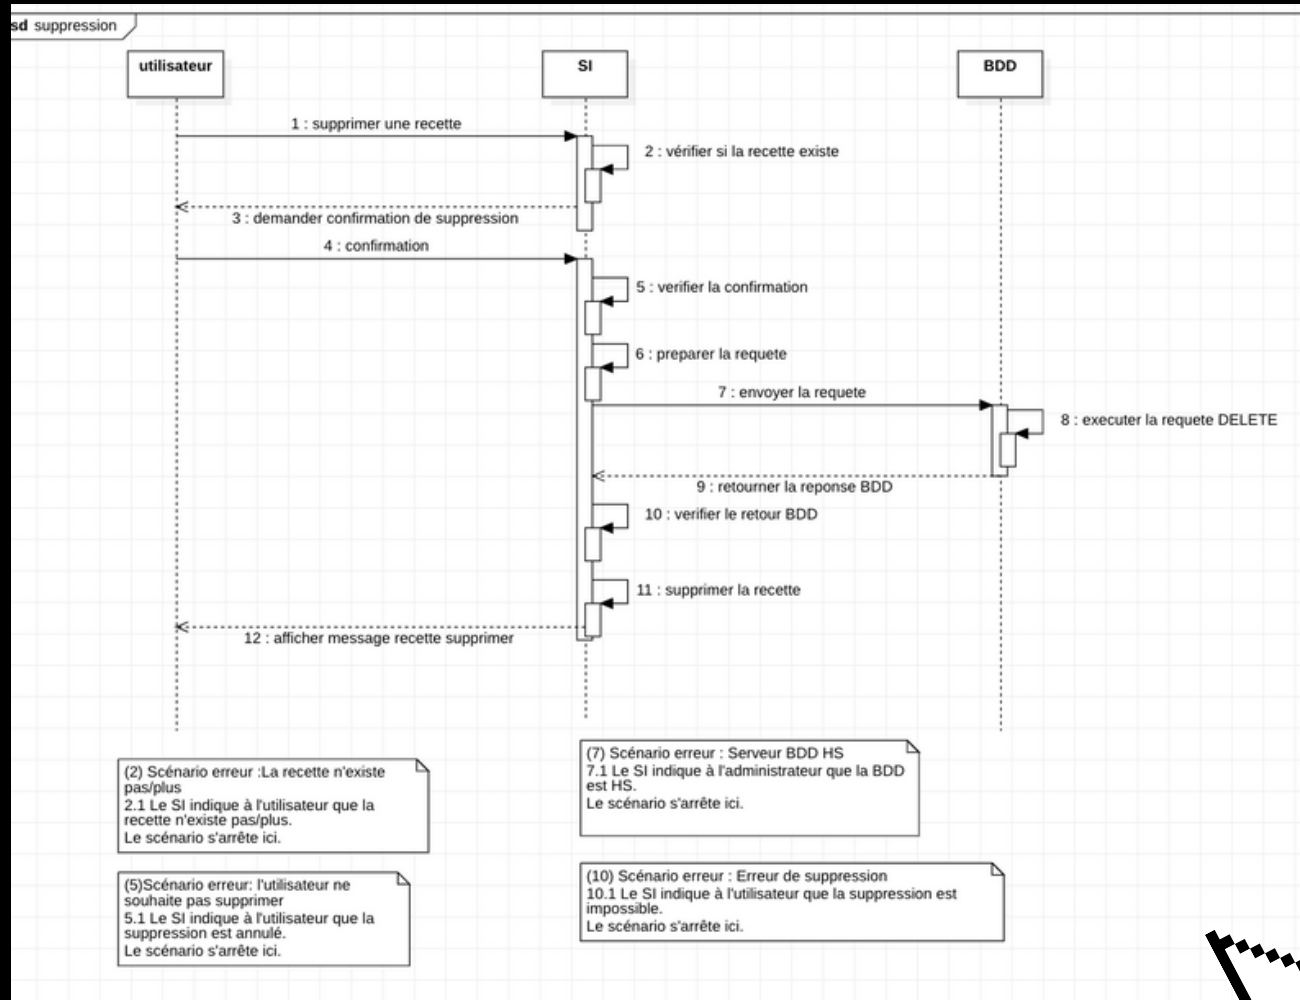 sd suppression
utilisateur
SI
BDD
1 : supprimer une recette
2 : vérifier si la recette existe
3 : demander confirmation de suppression
4 : confirmation
5 : verifier la confirmation
6 : preparer la requete
7 : envoyer la requete
8 : executer la requete DELETE
9 : retourner la reponse BDD
10 : verifier le retour BDD
11 : supprimer la recette
12 : afficher message recette supprimer
(2) Scénario erreur :La recette n'existe
pas/plus
2.1 Le SI indique à l'utilisateur que la
recette n'existe pas/plus.
Le scénario s'arrête ici.
(5)Scénario erreur: l'utilisateur ne
souhaite pas supprimer
5.1 Le SI indique à l'utilisateur que la
suppression est annulé.
Le scénario s'arrête ici.
(7) Scénario erreur : Serveur BDD HS
7.1 Le SI indique à l'administrateur que la BDD
est HS.
Le scénario s'arrête ici.
(10) Scénario erreur : Erreur de suppression
10.1 Le SI indique à l'utilisateur que la suppression est
impossible.
Le scénario s'arrête ici.